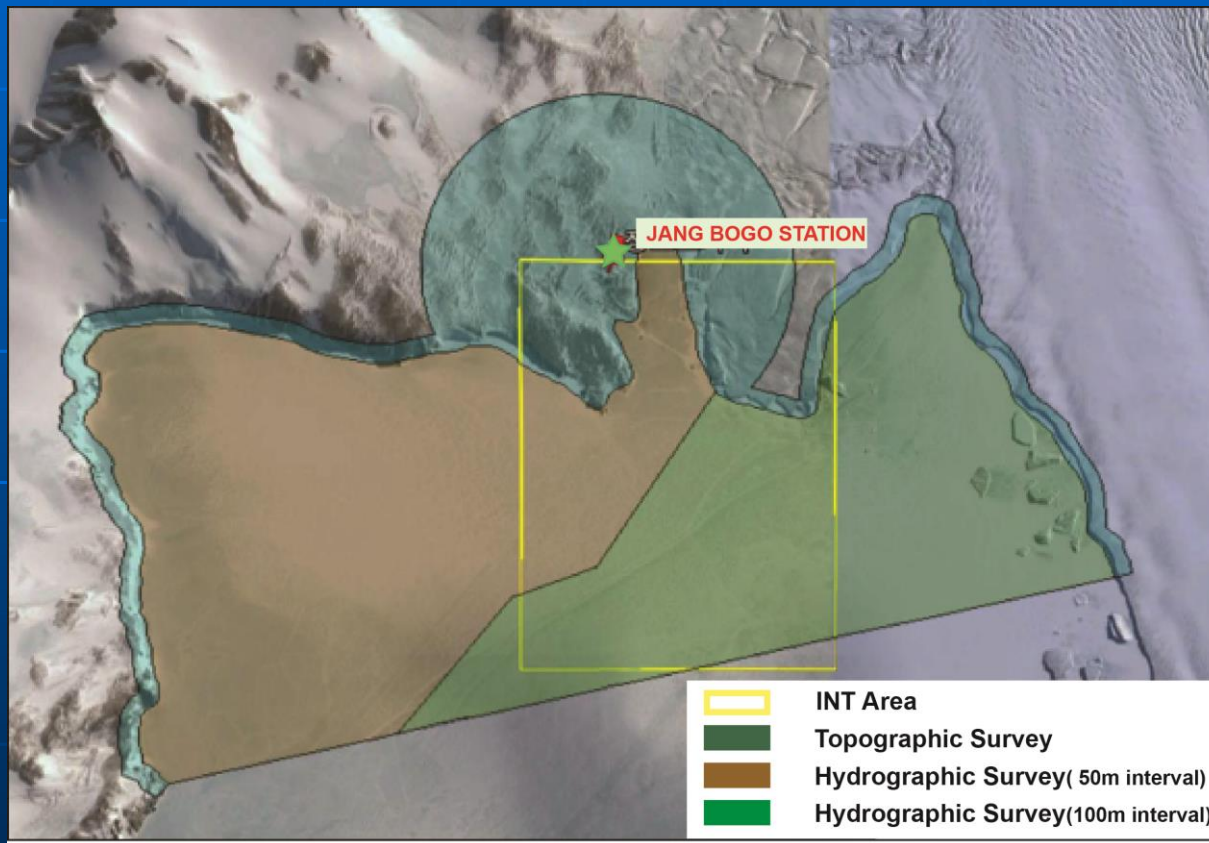 JANG BOGO STATION
INT Area
Topographic Survey
Hydrographic Survey( 50m interval)
Hydrographic Survey(100m interval)